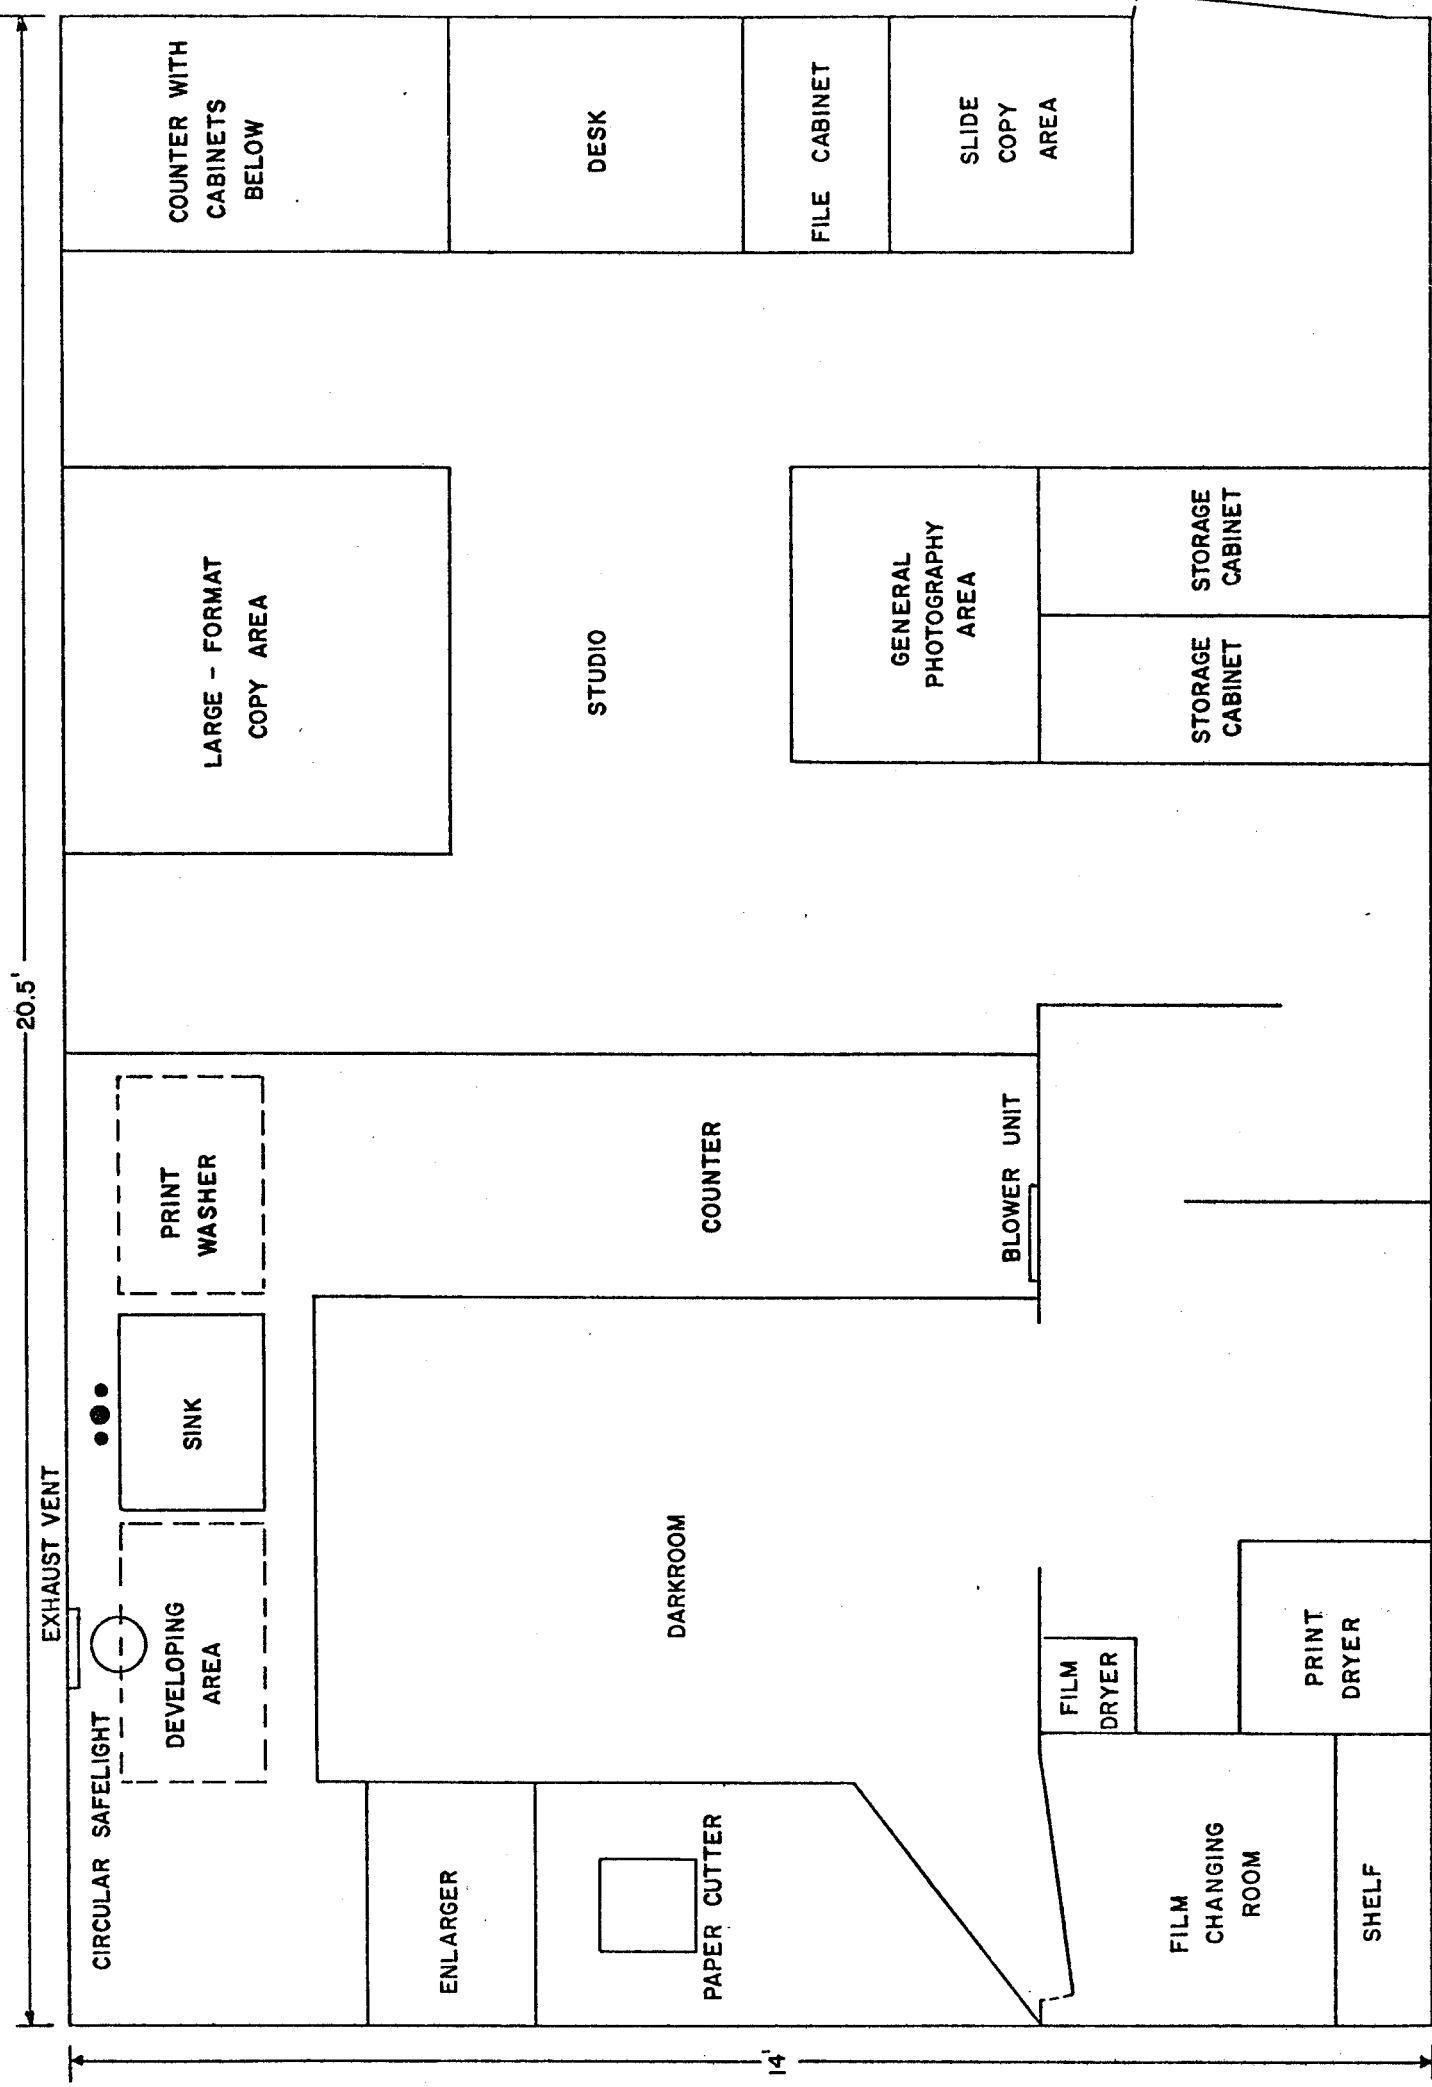 20.5'
EXHAUST VENT
CIRCULAR SAFELIGHT
DEVELOPING
AREA
SINK
PRINT
WASHER
LARGE - FORMAT
COPY AREA
COUNTER WITH
CABINETS
BELOW
ENLARGER
PAPER CUTTER
DARKROOM
COUNTER
STUDIO
DESK
FILE CABINET
SLIDE
COPY
AREA
BLOWER UNIT
GENERAL
PHOTOGRAPHY
AREA
FILM
DRYER
FILM
CHANGING
ROOM
SHELF
PRINT
DRYER
STORAGE
CABINET
STORAGE
CABINET
14'